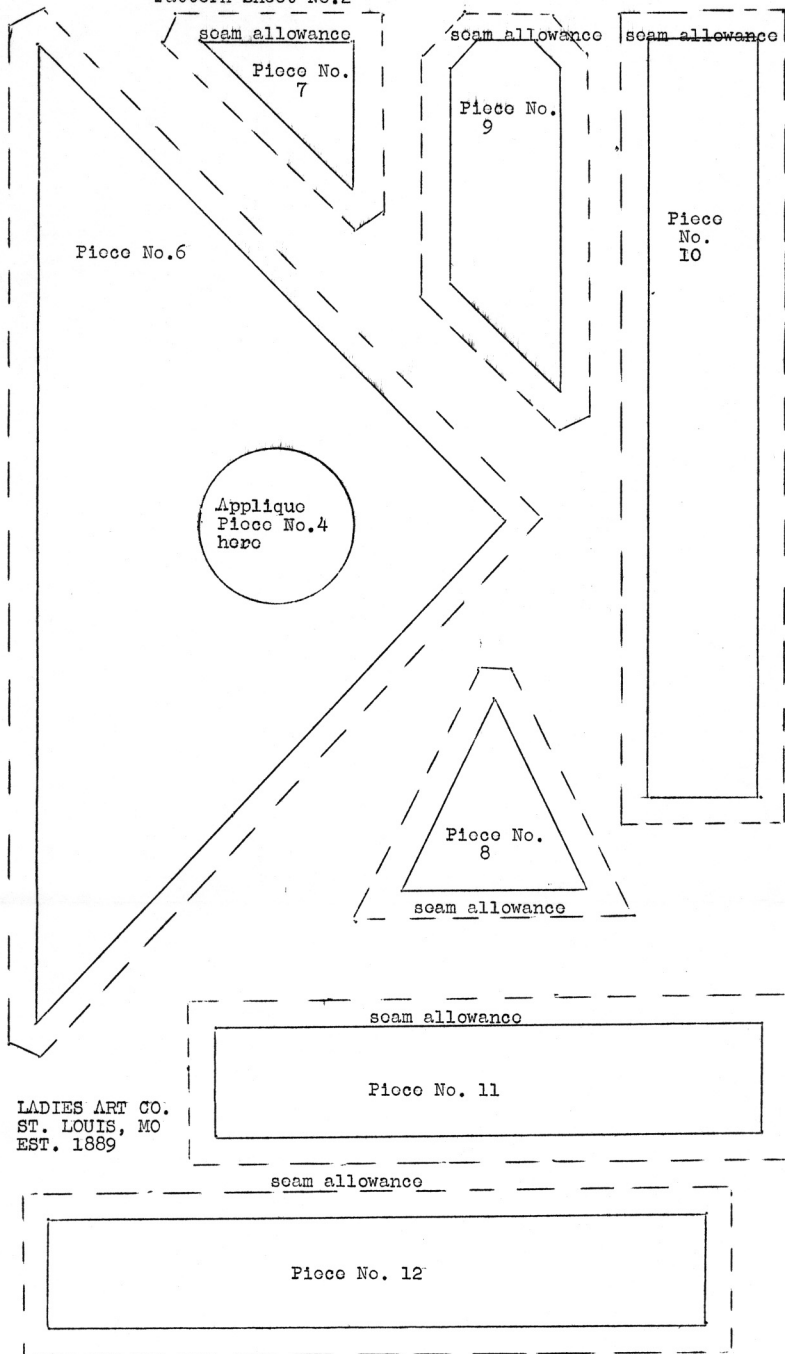 Pattern Sheet No.2
seam allowance
Piece No.
7
seam allowance
Piece No.
9
seam allowance
Piece
No.
10
Piece No.6
Applique
Piece No.4
here
Piece No.
8
seam allowance
seam allowance
Piece No. 11
LADIES ART CO.
ST. LOUIS, MO
EST. 1889
seam allowance
Piece No. 12